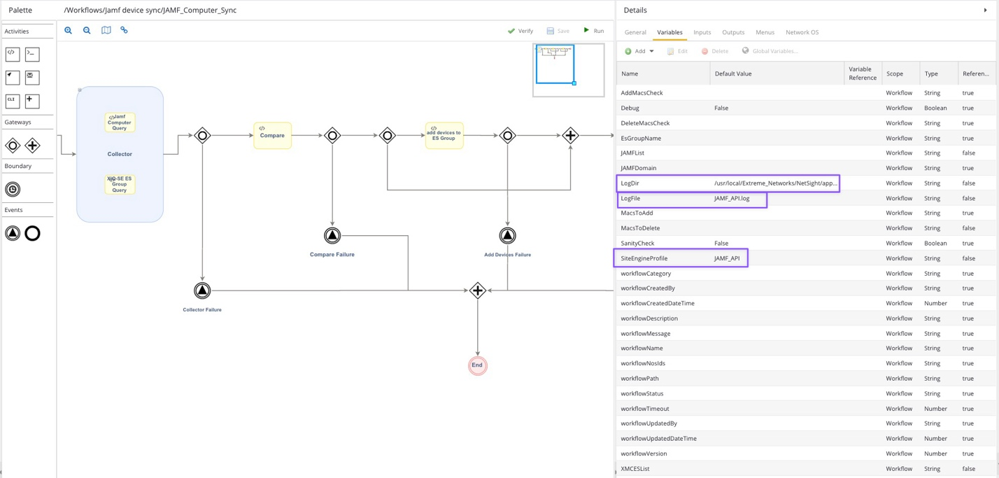 Palette
/Workflows/Jamf device sync/JAMF_Computer_Sync
Activities
CLI
Gateways
Boundary
Events
Verify
Save
Run
Jamf
Computer
Query
Collector
XIQ-SE ES
Group
Query
Compare
add devices to
ES Group
Compare Failure
Add Devices Failure
Collector Failure
End
Details
General Variables Inputs Outputs Menus Network OS
Add Edit Delete Global Variables...
Name Default Value Variable Reference Scope Type Referen...
AddMacsCheck Workflow String true
Debug False Workflow Boolean true
DeleteMacsCheck Workflow String true
EsGroupName Workflow String true
JAMFList Workflow String false
JAMFDomain Workflow String true
LogDir /usr/local/Extreme_Networks/NetSight/app... Workflow String false
LogFile JAMF_API.log Workflow String false
MacsToAdd Workflow String true
MacsToDelete Workflow String false
SanityCheck False Workflow Boolean true
SiteEngineProfile JAMF_API Workflow String false
workflowCategory Workflow String true
workflowCreatedBy Workflow String true
workflowCreatedDateTime Workflow Number true
workflowDescription Workflow String true
workflowMessage Workflow String true
workflowName Workflow String true
workflowNosIds Workflow String true
workflowPath Workflow String true
workflowStatus Workflow String true
workflowTimeout Workflow Number true
workflowUpdatedBy Workflow String true
workflowUpdatedDateTime Workflow Number true
workflowVersion Workflow Number true
XMCESList Workflow String false